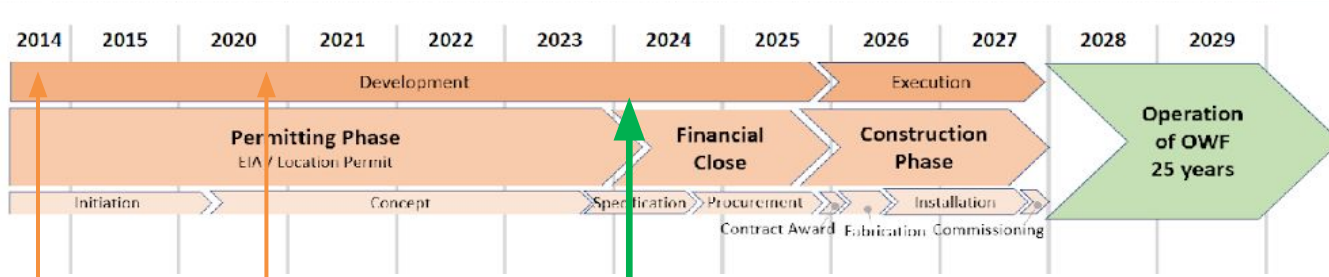 2014 2015 2020 2021 2022 2023 2024 2025 2026 2027 2028 2029
Development Execution
Permitting Phase
EIA / Location Permit
Financial
Close
Construction
Phase
Operation
of OWF
25 years
Initiation Concept Specification Procurement Installation
Contract Award Fabrication Commissioning